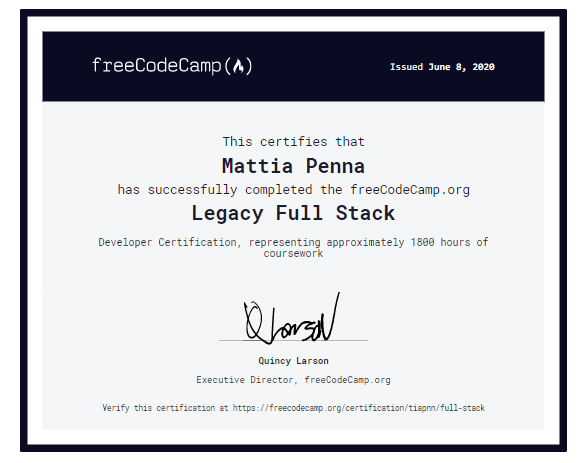 freeCodeCamp(🔥)
Issued June 8, 2020
This certifies that
Mattia Penna
has successfully completed the freeCodeCamp.org
Legacy Full Stack
Developer Certification, representing approximately 1800 hours of
coursework
Q Larson
Quincy Larson
Executive Director, freeCodeCamp.org
Verify this certification at https://freecodecamp.org/certification/tiapnn/full-stack